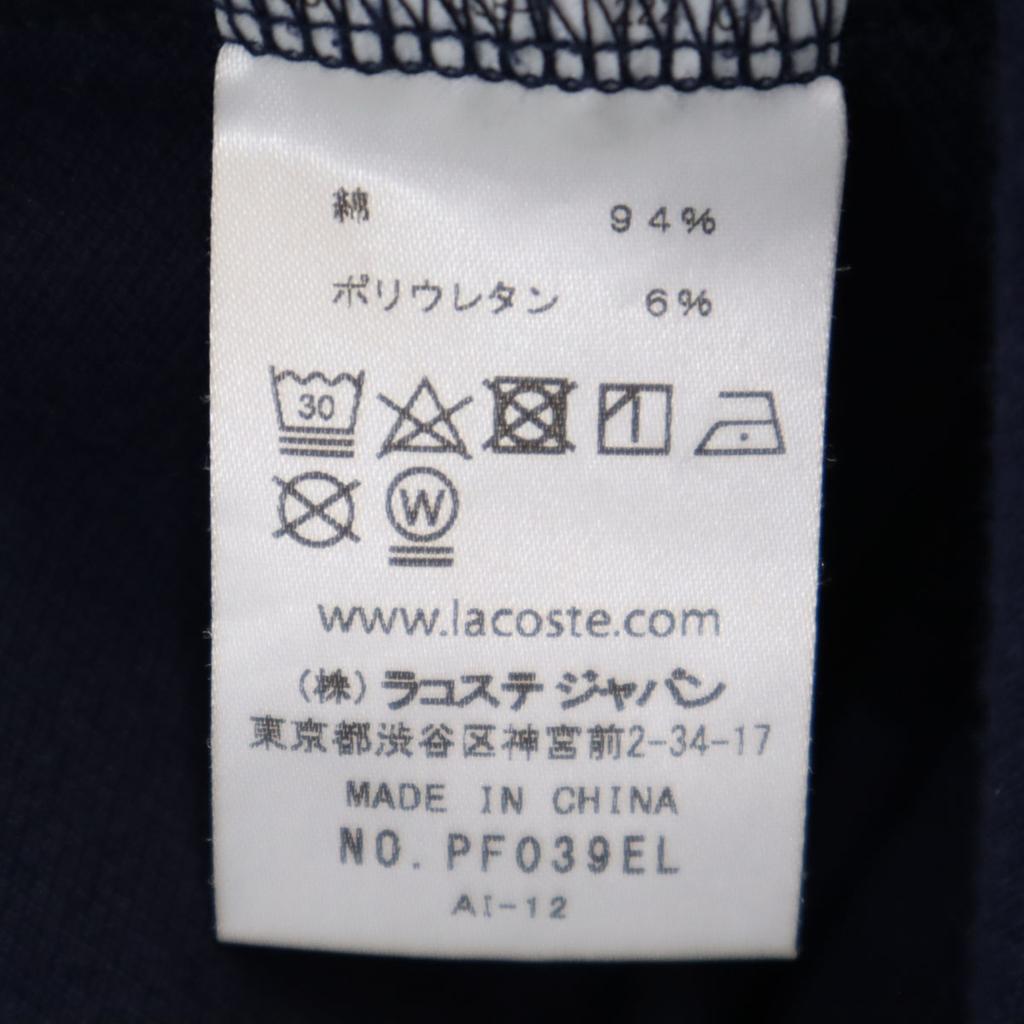 綿 94%
ポリウレタン 6%
30
W
www.lacoste.com
(株)ラコステ ジャパン
東京都渋谷区神宮前2-34-17
MADE IN CHINA
NO. PF039EL
AI-12